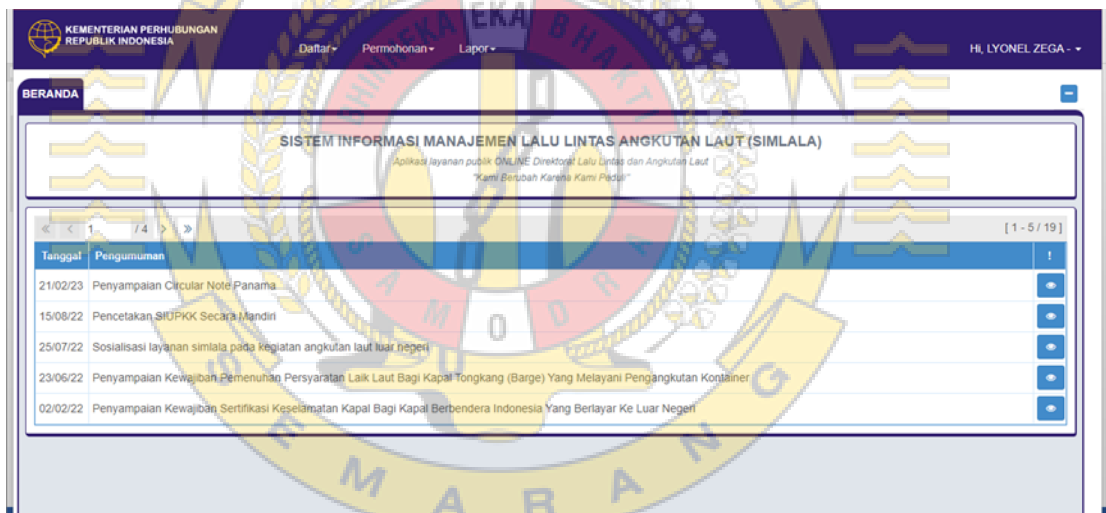 KEMENTERIAN PERHUBUNGAN
REPUBLIK INDONESIA
Daftar Permohonan Lapor HI, LYONEL ZEGA -
BERANDA
SISTEM INFORMASI MANAJEMEN LALU LINTAS ANGKUTAN LAUT (SIMLALA)
Aplikasi layanan publik ONLINE Direktorat Lalu Lintas dan Angkutan Laut
"Kami Berubah Karena Kami Peduli"
1 / 4 [ 1 - 5 / 19 ]
Tanggal Pengumuman !
21/02/23 Penyampaian Circular Note Panama
15/08/22 Pencetakan SIUPKK Secara Mandiri
25/07/22 Sosialisasi layanan simlala pada kegiatan angkutan laut luar negeri
23/06/22 Penyampaian Kewajiban Pemenuhan Persyaratan Laik Laut Bagi Kapal Tongkang (Barge) Yang Melayani Pengangkutan Kontainer
02/02/22 Penyampaian Kewajiban Sertifikasi Keselamatan Kapal Bagi Kapal Berbendera Indonesia Yang Berlayar Ke Luar Negeri
BHINNEKA EKA BHAKTI
SAMODRA
SEMARANG